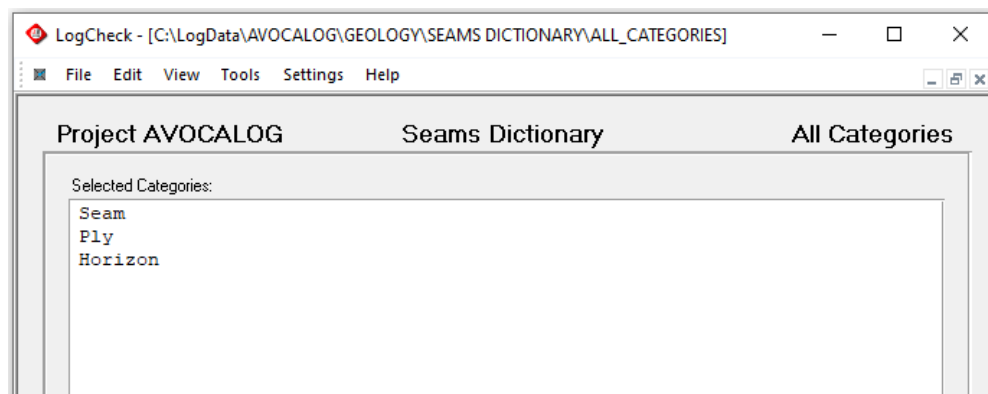 LogCheck - [C:\LogData\AVOCALOG\GEOLOGY\SEAMS DICTIONARY\ALL_CATEGORIES]
File Edit View Tools Settings Help
Project AVOCALOG Seams Dictionary All Categories
Selected Categories:
Seam
Ply
Horizon